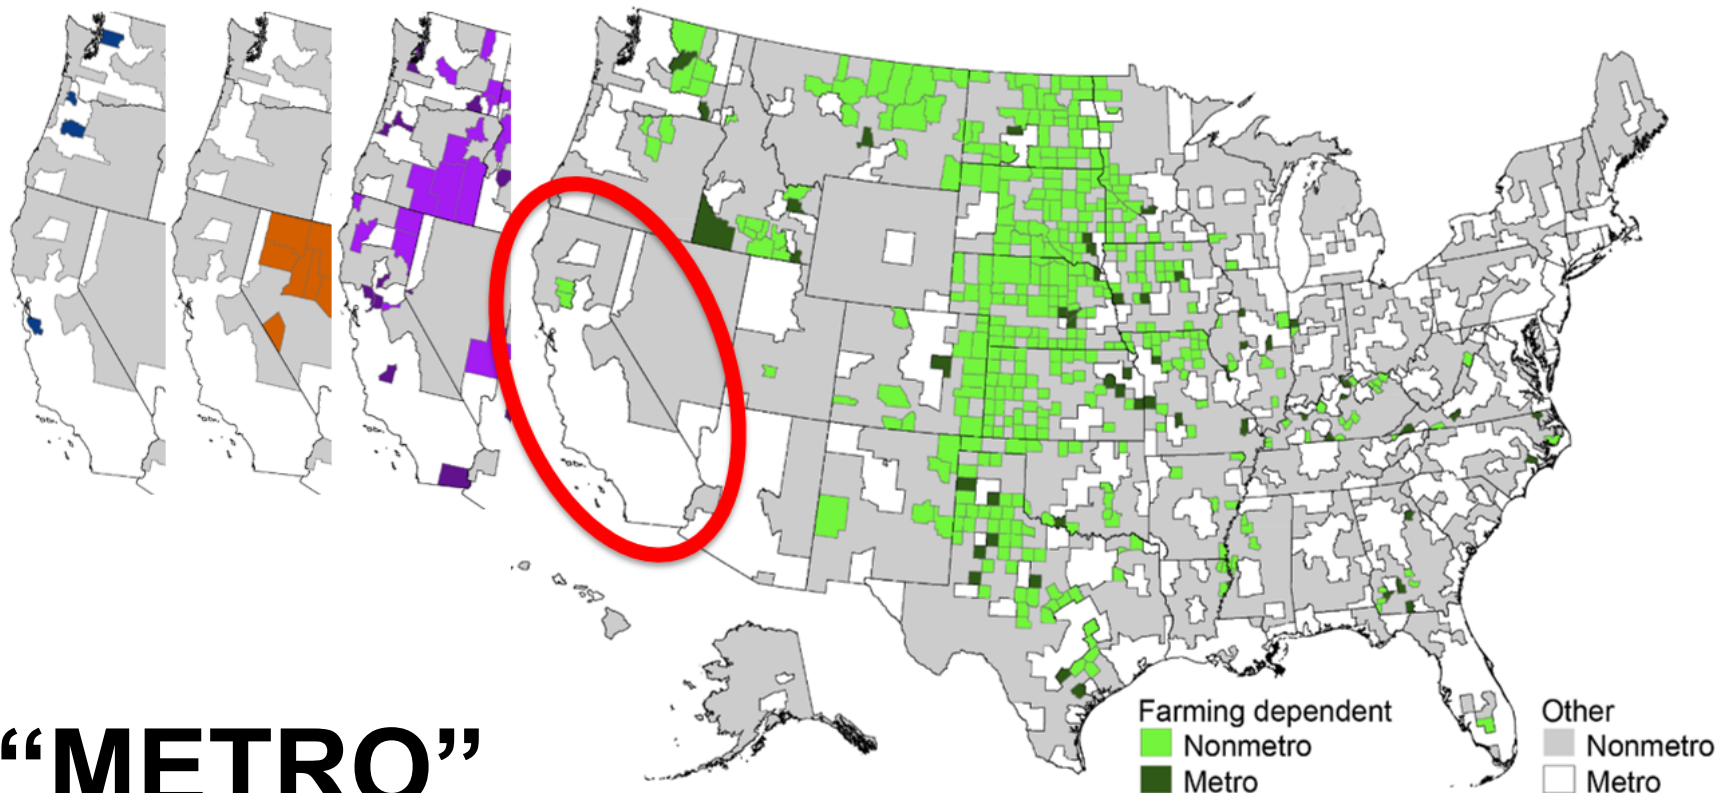 Farming dependent
Nonmetro
Metro
Other
Nonmetro
Metro
“METRO”